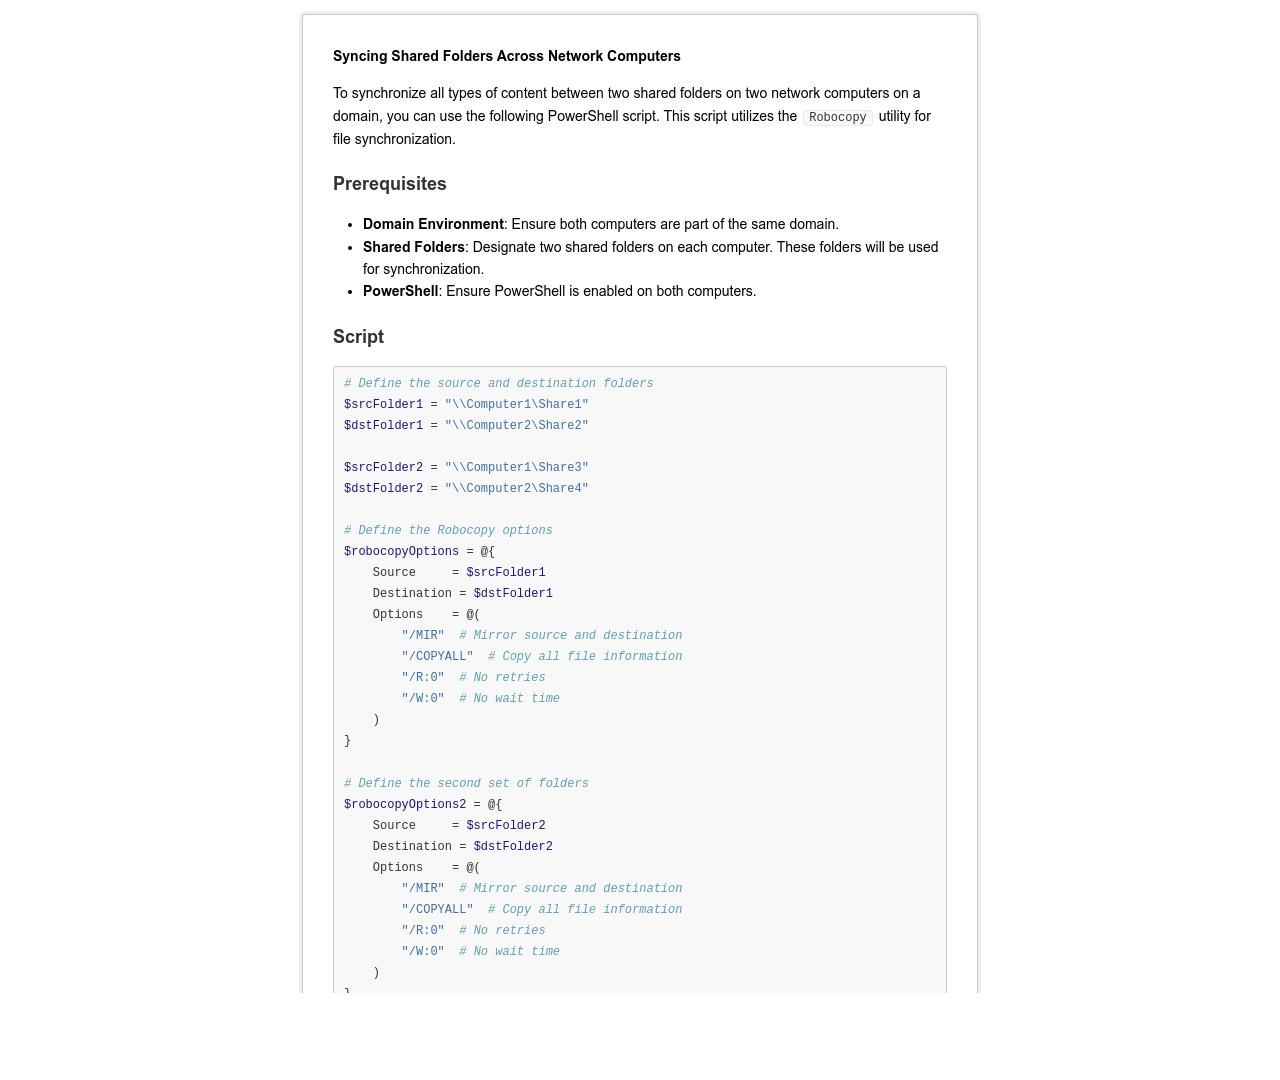 Syncing Shared Folders Across Network Computers
To synchronize all types of content between two shared folders on two network computers on a
domain, you can use the following PowerShell script. This script utilizes the Robocopy utility for
file synchronization.
Prerequisites
• Domain Environment: Ensure both computers are part of the same domain.
• Shared Folders: Designate two shared folders on each computer. These folders will be used
for synchronization.
• PowerShell: Ensure PowerShell is enabled on both computers.
Script
# Define the source and destination folders
$srcFolder1 = "\\Computer1\Share1"
$dstFolder1 = "\\Computer2\Share2"

$srcFolder2 = "\\Computer1\Share3"
$dstFolder2 = "\\Computer2\Share4"

# Define the Robocopy options
$robocopyOptions = @{
    Source     = $srcFolder1
    Destination = $dstFolder1
    Options    = @(
        "/MIR"  # Mirror source and destination
        "/COPYALL"  # Copy all file information
        "/R:0"  # No retries
        "/W:0"  # No wait time
    )
}

# Define the second set of folders
$robocopyOptions2 = @{
    Source     = $srcFolder2
    Destination = $dstFolder2
    Options    = @(
        "/MIR"  # Mirror source and destination
        "/COPYALL"  # Copy all file information
        "/R:0"  # No retries
        "/W:0"  # No wait time
    )
}